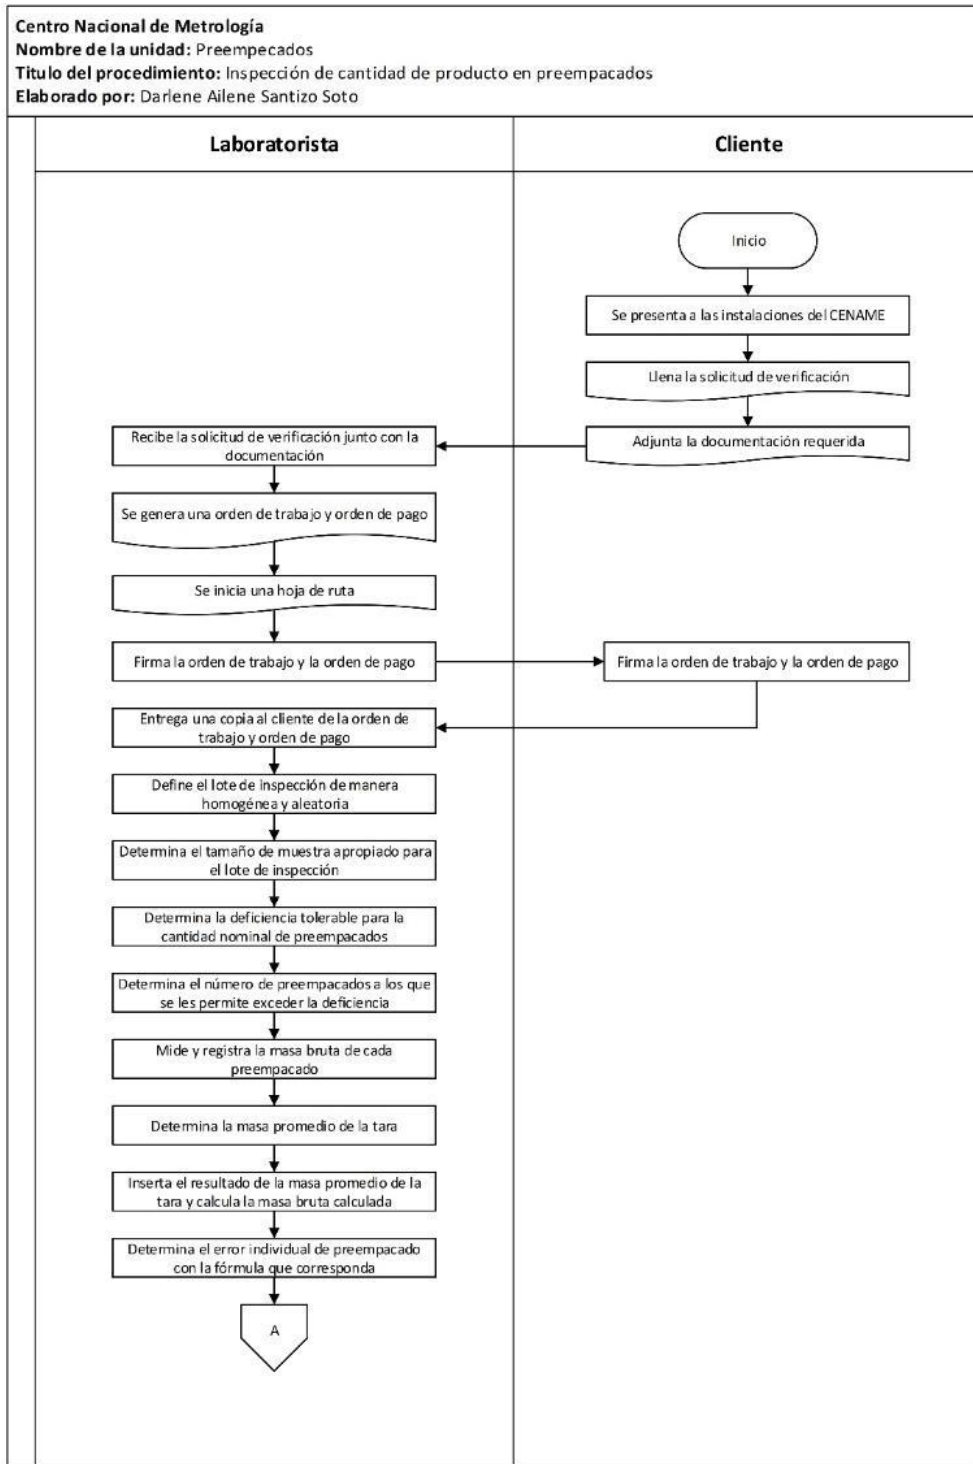 Centro Nacional de Metrología
Nombre de la unidad: Preempecados
Titulo del procedimiento: Inspección de cantidad de producto en preempacados
Elaborado por: Darlene Ailene Santizo Soto
Laboratorista
Cliente
Inicio
Se presenta a las instalaciones del CENAME
Llena la solicitud de verificación
Adjunta la documentación requerida
Recibe la solicitud de verificación junto con la
documentación
Se genera una orden de trabajo y orden de pago
Se inicia una hoja de ruta
Firma la orden de trabajo y la orden de pago
Firma la orden de trabajo y la orden de pago
Entrega una copia al cliente de la orden de
trabajo y orden de pago
Define el lote de inspección de manera
homogénea y aleatoria
Determina el tamaño de muestra apropiado para
el lote de inspección
Determina la deficiencia tolerable para la
cantidad nominal de preempacados
Determina el número de preempacados a los que
se les permite exceder la deficiencia
Mide y registra la masa bruta de cada
preempacado
Determina la masa promedio de la tara
Inserta el resultado de la masa promedio de la
tara y calcula la masa bruta calculada
Determina el error individual de preempacado
con la fórmula que corresponda
A